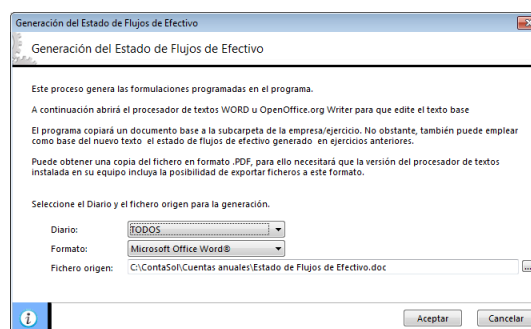 Generación del Estado de Flujos de Efectivo
Generación del Estado de Flujos de Efectivo
Este proceso genera las formulaciones programadas en el programa.
A continuación abrirá el procesador de textos WORD u OpenOffice.org Writer para que edite el texto base
El programa copiará un documento base a la subcarpeta de la empresa/ejercicio. No obstante, también puede emplear
como base del nuevo texto el estado de flujos de efectivo generado en ejercicios anteriores.
Puede obtener una copia del fichero en formato .PDF, para ello necesitará que la versión del procesador de textos
instalada en su equipo incluya la posibilidad de exportar ficheros a este formato.
Seleccione el Diario y el fichero origen para la generación.
Diario: TODOS
Formato: Microsoft Office Word®
Fichero origen: C:\ContaSol\Cuentas anuales\Estado de Flujos de Efectivo.doc ...
Aceptar Cancelar